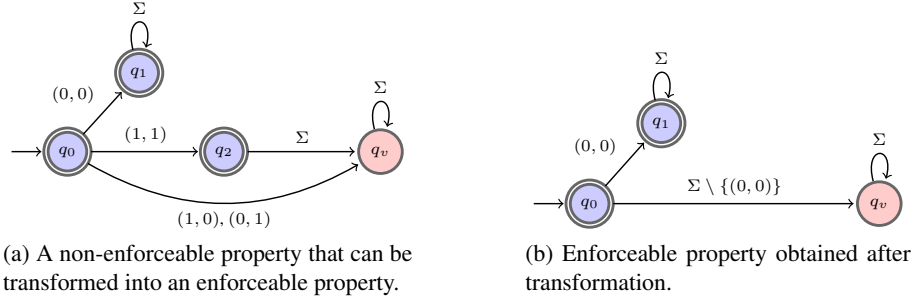 Σ
q₁
(0, 0)
(1, 1)
Σ
Σ
q₀
q₂
qᵥ
(1, 0), (0, 1)
(a) A non-enforceable property that can be
transformed into an enforceable property.
Σ
q₁
(0, 0)
Σ \ {(0, 0)}
Σ
q₀
qᵥ
(b) Enforceable property obtained after
transformation.